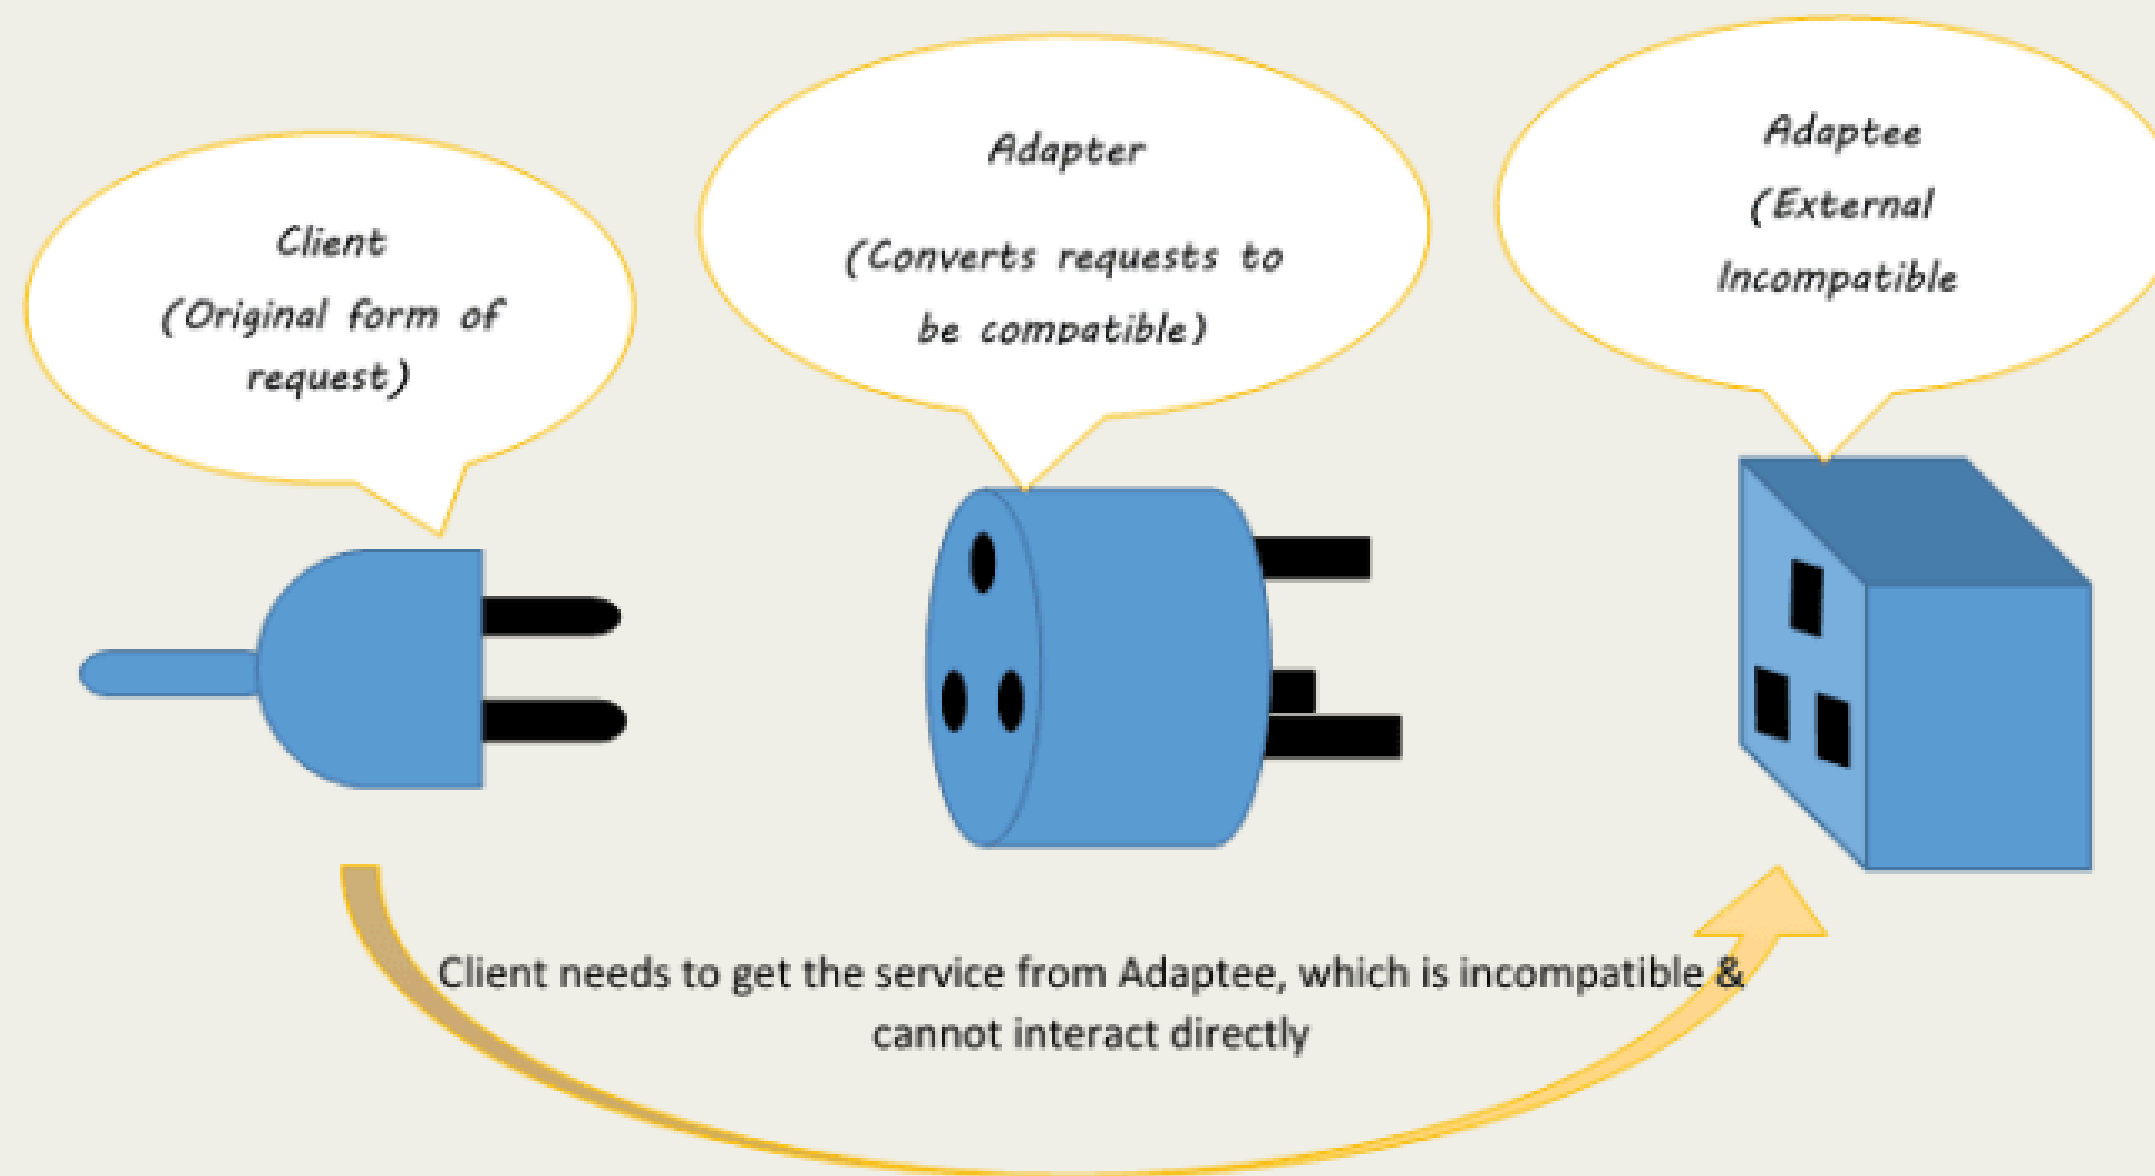 Client
(Original form of
request)
Adapter
(Converts requests to
be compatible)
Adaptee
(External
Incompatible
Client needs to get the service from Adaptee, which is incompatible &
cannot interact directly